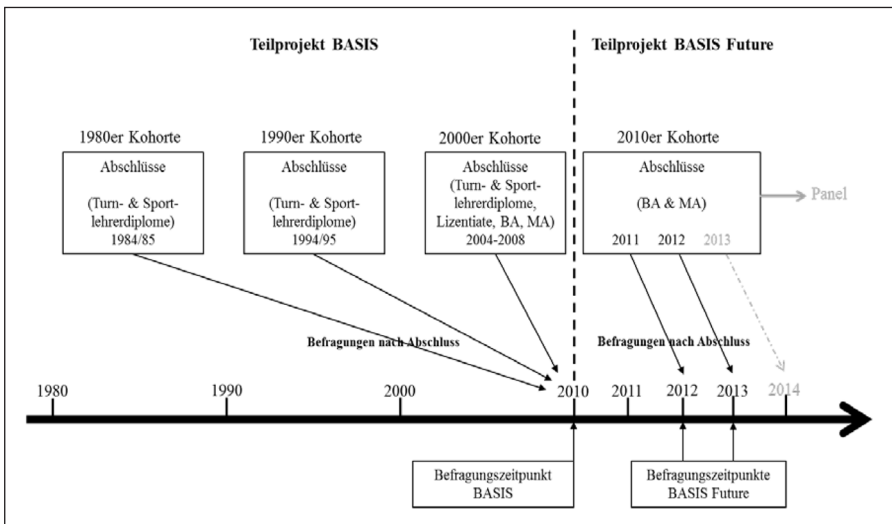 Teilprojekt BASIS
Teilprojekt BASIS Future
1980er Kohorte
Abschlüsse
(Turn- & Sport-
lehrerdiplome)
1984/85
1990er Kohorte
Abschlüsse
(Turn- & Sport-
lehrerdiplome)
1994/95
2000er Kohorte
Abschlüsse
(Turn- & Sport-
lehrerdiplome,
Lizentiate, BA, MA)
2004-2008
2010er Kohorte
Abschlüsse
(BA & MA)
2011 2012 2013
Panel
Befragungen nach Abschluss
Befragungen nach Abschluss
1980 1990 2000 2010 2011 2012 2013 2014
Befragungszeitpunkt
BASIS
Befragungszeitpunkte
BASIS Future